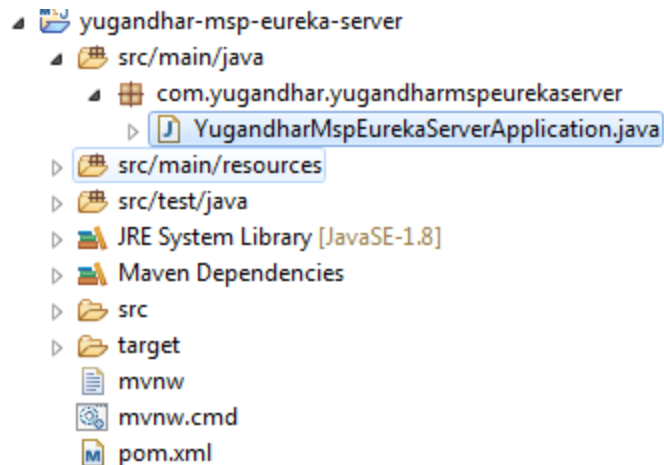 yugandhar-msp-eureka-server
src/main/java
com.yugandhar.yugandharmspeurekaserver
YugandharMspEurekaServerApplication.java
src/main/resources
src/test/java
JRE System Library [JavaSE-1.8]
Maven Dependencies
src
target
mvnw
mvnw.cmd
pom.xml